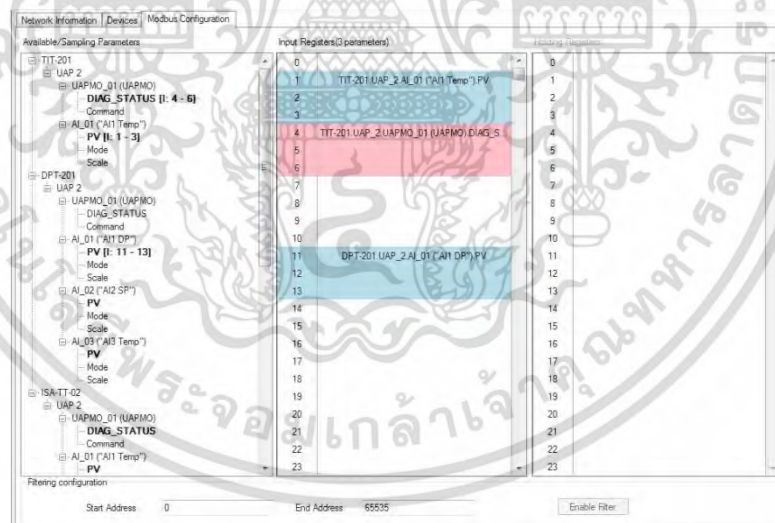 Network Information Devices Modbus Configuration
Available/Sampling Parameters
TIT-201
UAP 2
UAPMO_01 (UAPMO)
DIAG_STATUS [I: 4 - 6]
Command
AI_01 ("AI1 Temp")
PV [I: 1 - 3]
Mode
Scale
DPT-201
UAP 2
UAPMO_01 (UAPMO)
DIAG_STATUS
Command
AI_01 ("AI1 DP")
PV [I: 11 - 13]
Mode
Scale
AI_02 ("AI2 SP")
PV
Mode
Scale
AI_03 ("AI3 Temp")
PV
Mode
Scale
ISA-TT-02
UAP 2
UAPMO_01 (UAPMO)
DIAG_STATUS
Command
AI_01 ("AI1 Temp")
PV
Input Registers(3 parameters)
0
1 TIT-201.UAP_2.AI_01 ("AI1 Temp").PV
2
3
4 TIT-201.UAP_2.UAPMO_01 (UAPMO).DIAG_S...
5
6
7
8
9
10
11 DPT-201.UAP_2.AI_01 ("AI1 DP").PV
12
13
14
15
16
17
18
19
20
21
22
23
Holding Registers
0
1
2
3
4
5
6
7
8
9
10
11
12
13
14
15
16
17
18
19
20
21
22
23
Filtering configuration
Start Address 0 End Address 65535 Enable Filter